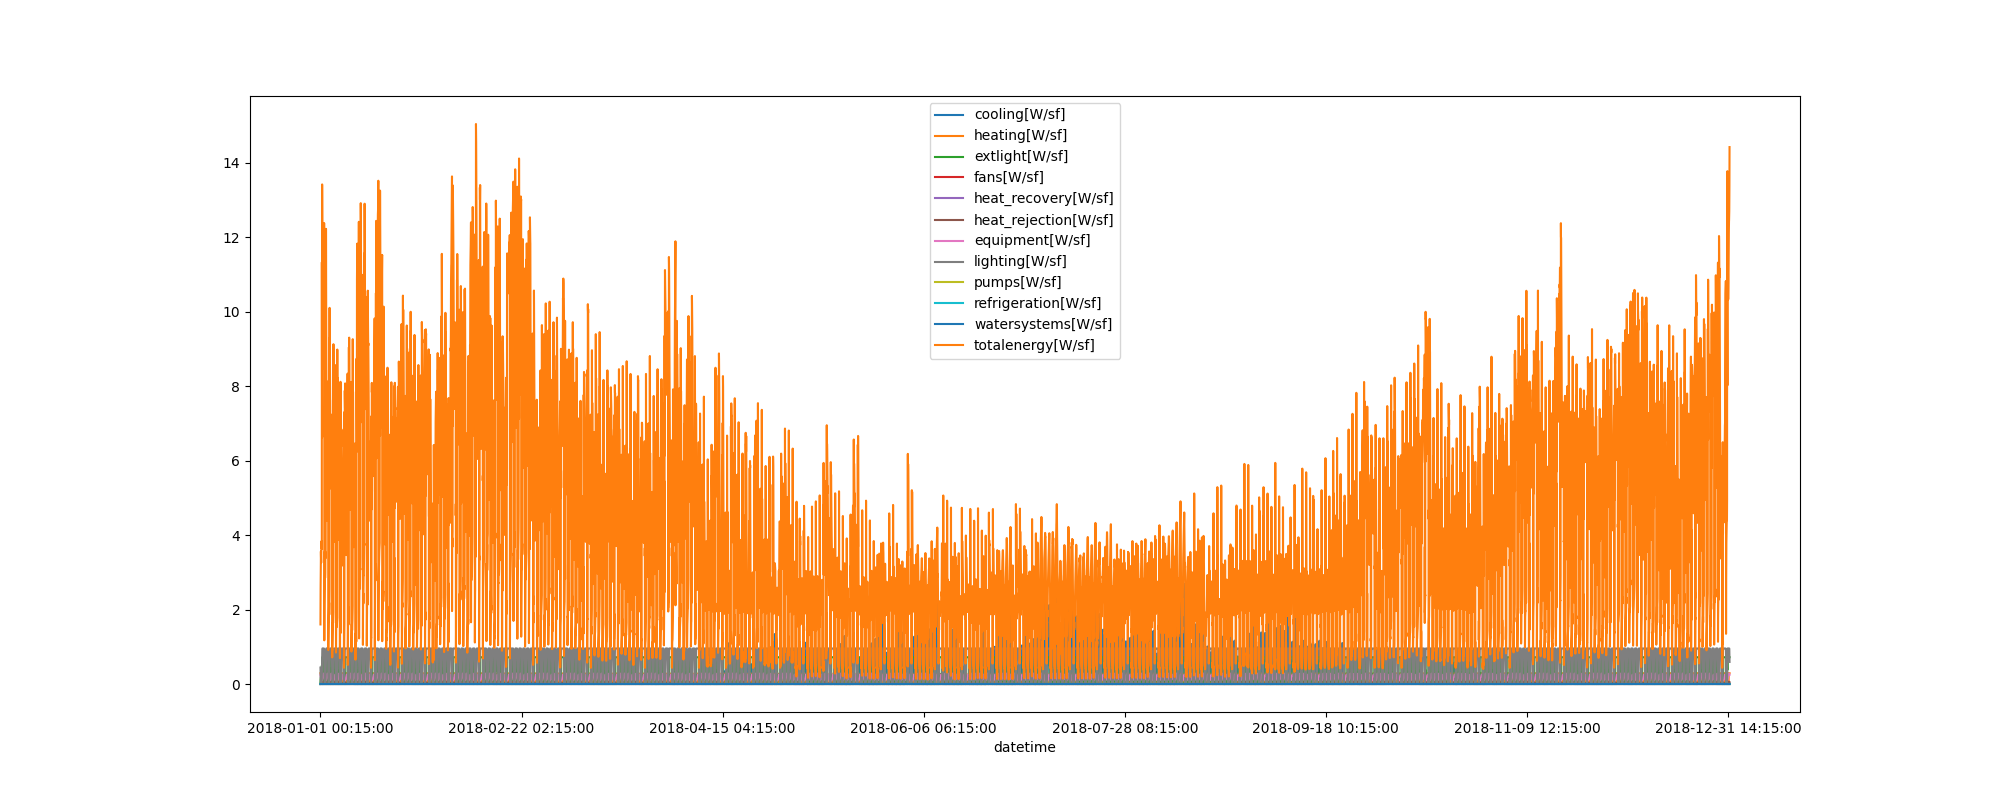 cooling[W/sf]
heating[W/sf]
extlight[W/sf]
fans[W/sf]
heat_recovery[W/sf]
heat_rejection[W/sf]
equipment[W/sf]
lighting[W/sf]
pumps[W/sf]
refrigeration[W/sf]
watersystems[W/sf]
totalenergy[W/sf]
14
12
10
8
6
4
2
0
2018-01-01 00:15:00 2018-02-22 02:15:00 2018-04-15 04:15:00 2018-06-06 06:15:00 2018-07-28 08:15:00 2018-09-18 10:15:00 2018-11-09 12:15:00 2018-12-31 14:15:00
datetime